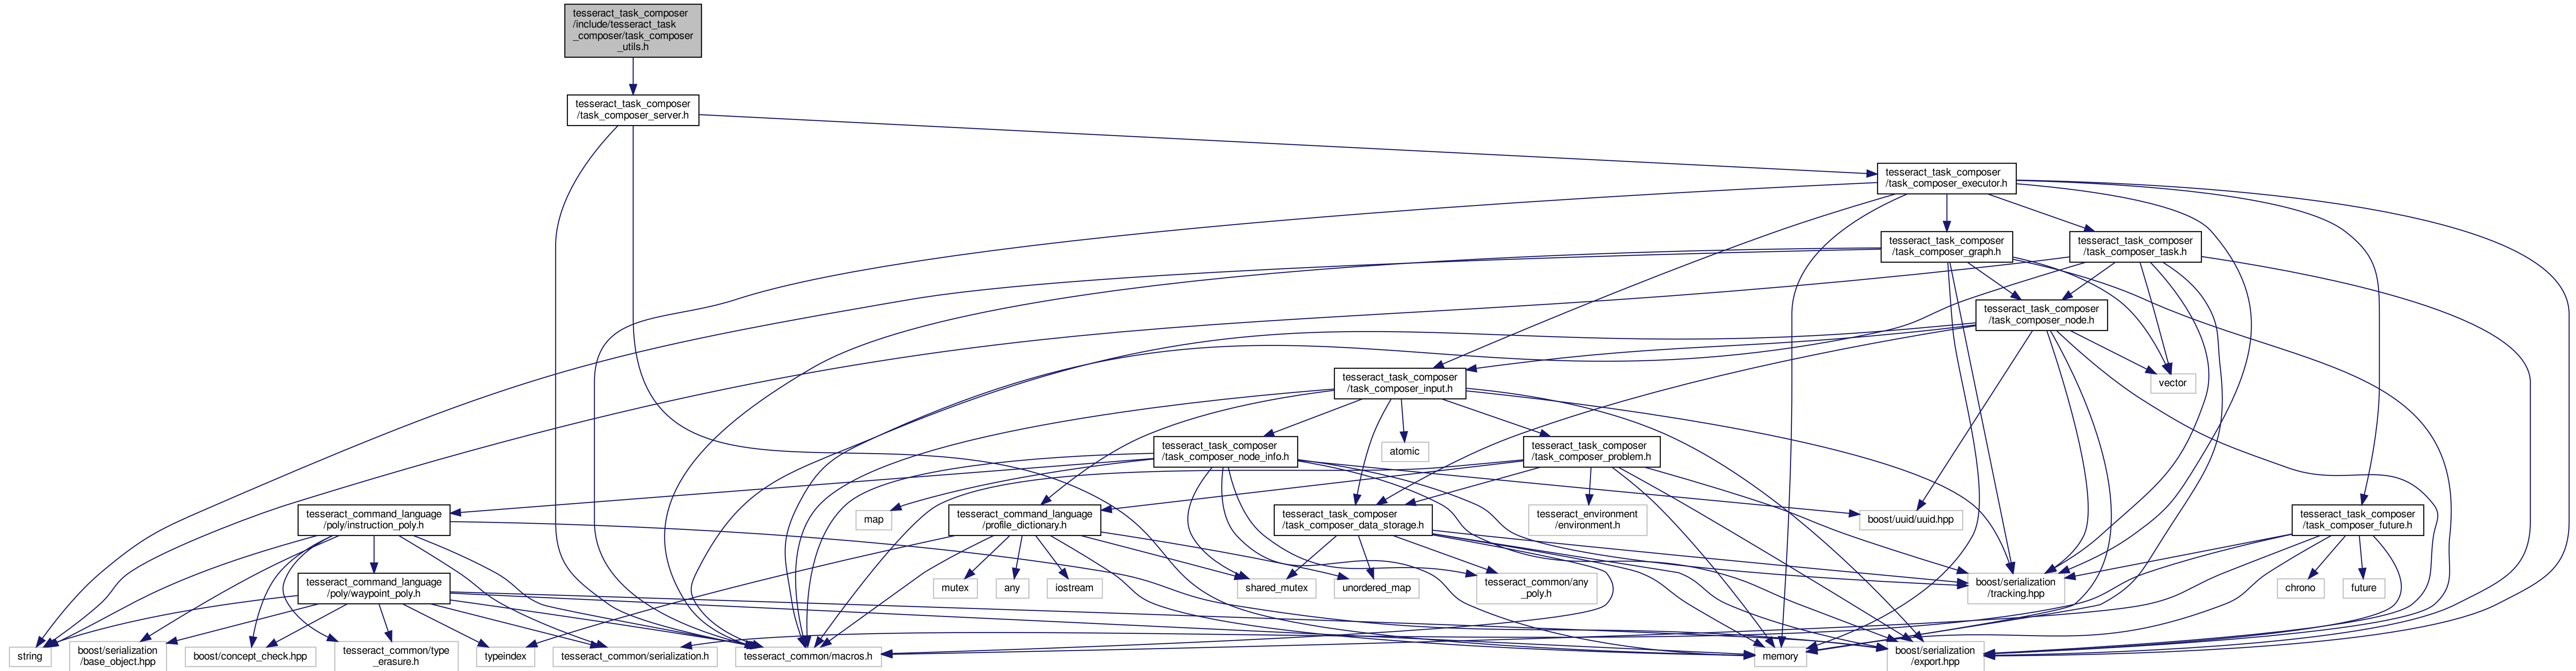 tesseract_task_composer
/include/tesseract_task
_composer/task_composer
_utils.h
tesseract_task_composer
/task_composer_server.h
tesseract_task_composer
/task_composer_executor.h
tesseract_task_composer
/task_composer_graph.h
tesseract_task_composer
/task_composer_task.h
tesseract_task_composer
/task_composer_node.h
tesseract_task_composer
/task_composer_input.h
vector
tesseract_task_composer
/task_composer_node_info.h
atomic
tesseract_task_composer
/task_composer_problem.h
tesseract_command_language
/poly/instruction_poly.h
map
tesseract_command_language
/profile_dictionary.h
tesseract_task_composer
/task_composer_data_storage.h
tesseract_environment
/environment.h
boost/uuid/uuid.hpp
tesseract_task_composer
/task_composer_future.h
tesseract_command_language
/poly/waypoint_poly.h
mutex
any
iostream
shared_mutex
unordered_map
tesseract_common/any
_poly.h
boost/serialization
/tracking.hpp
chrono
future
string
boost/serialization
/base_object.hpp
boost/concept_check.hpp
tesseract_common/type
_erasure.h
typeindex
tesseract_common/serialization.h
tesseract_common/macros.h
memory
boost/serialization
/export.hpp